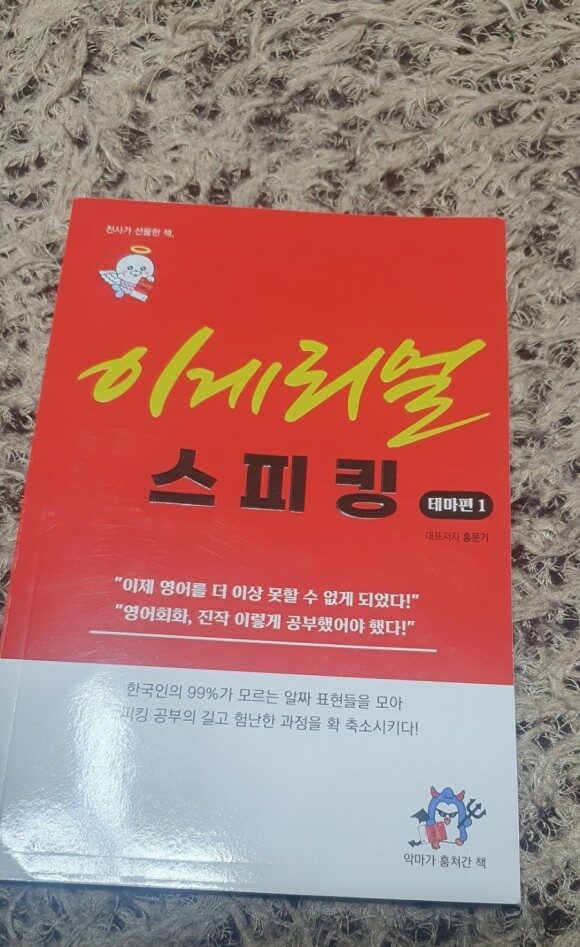 천사가 선물한 책,
이게리얼
스피킹 테마편 1
대표저자 홍문기
"이제 영어를 더 이상 못할 수 없게 되었다!"
"영어회화, 진작 이렇게 공부했어야 했다!"
한국인의 99%가 모르는 알짜 표현들을 모아
스피킹 공부의 길고 험난한 과정을 확 축소시키다!
악마가 훔쳐간 책